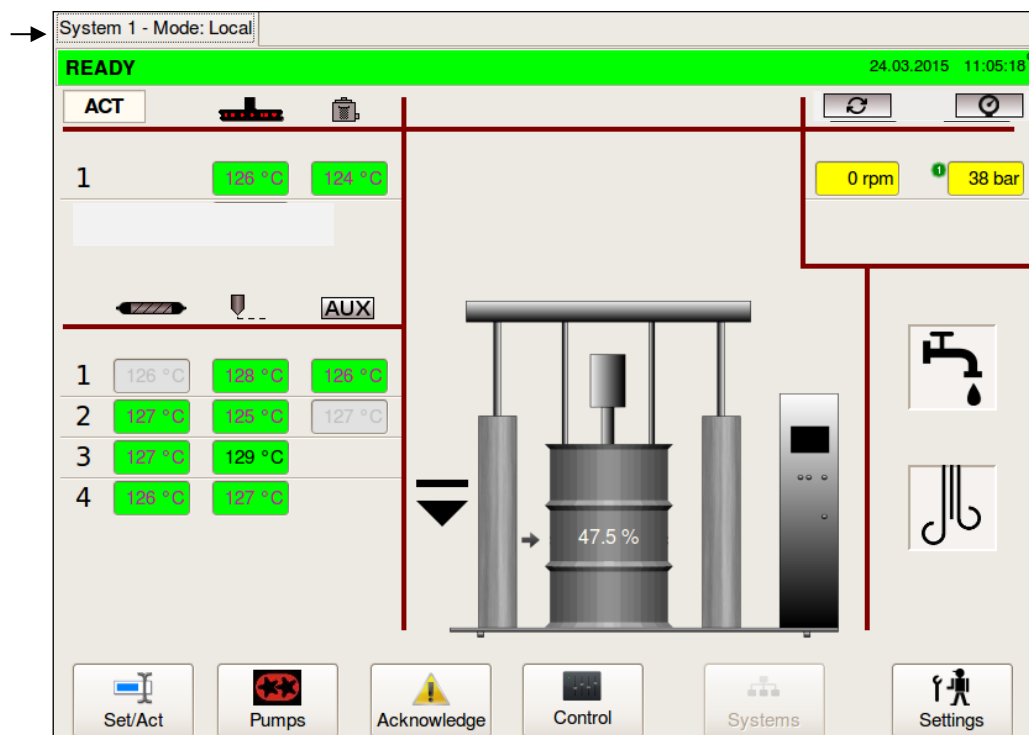 System 1 - Mode: Local
READY 24.03.2015 11:05:18
ACT
1 126 °C 124 °C 0 rpm 1 38 bar
AUX
1 126 °C 128 °C 126 °C
2 127 °C 125 °C 127 °C
3 127 °C 129 °C
4 126 °C 127 °C
47.5 %
Set/Act Pumps Acknowledge Control Systems Settings